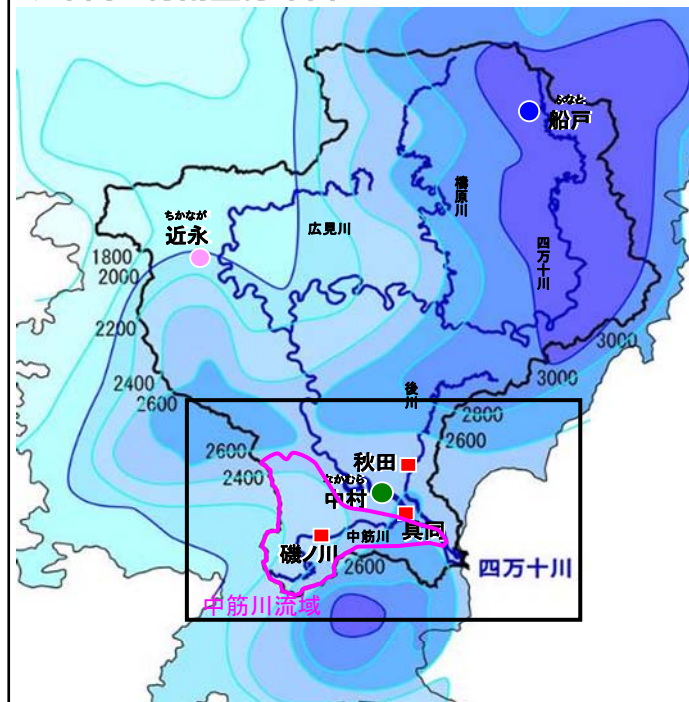 ふなと
船戸
梼原川
四万十川
ちかなが
近永
広見川
1800
2000
2200
2400
2600
3000
3000
2800
2600
後川
2600
2400
秋田
なかむら
中村
具同
中筋川
磯ノ川
2600
四万十川
中筋川流域